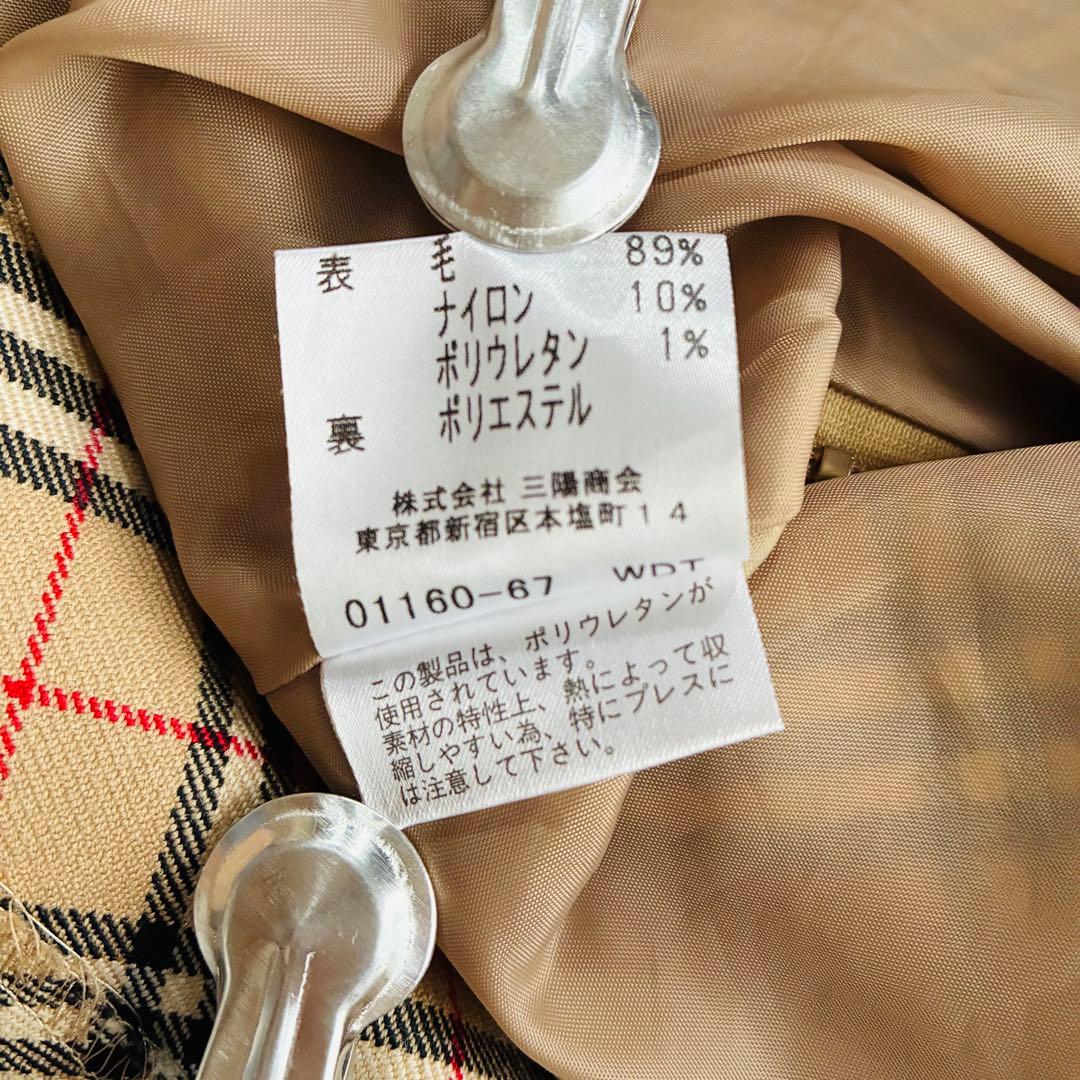 表 毛 89%
ナイロン 10%
ポリウレタン 1%
裏 ポリエステル
株式会社 三陽商会
東京都新宿区本塩町14
01160-67 WDT
この製品は、ポリウレタンが
使用されています。
素材の特性上、熱によって収
縮しやすい為、特にプレスに
は注意して下さい。